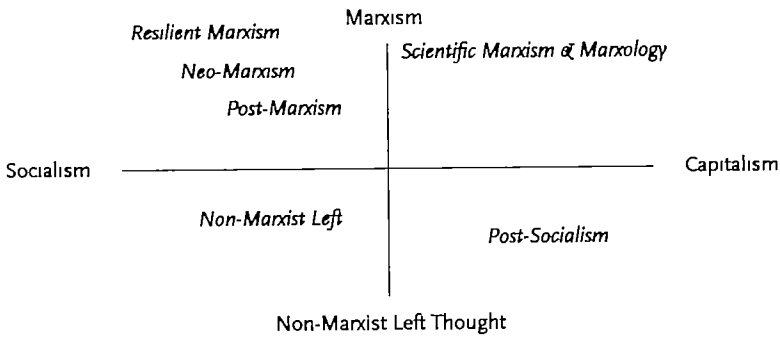 Marxism
Resilient Marxism
Scientific Marxism & Marxology
Neo-Marxism
Post-Marxism
Socialism
Capitalism
Non-Marxist Left
Post-Socialism
Non-Marxist Left Thought